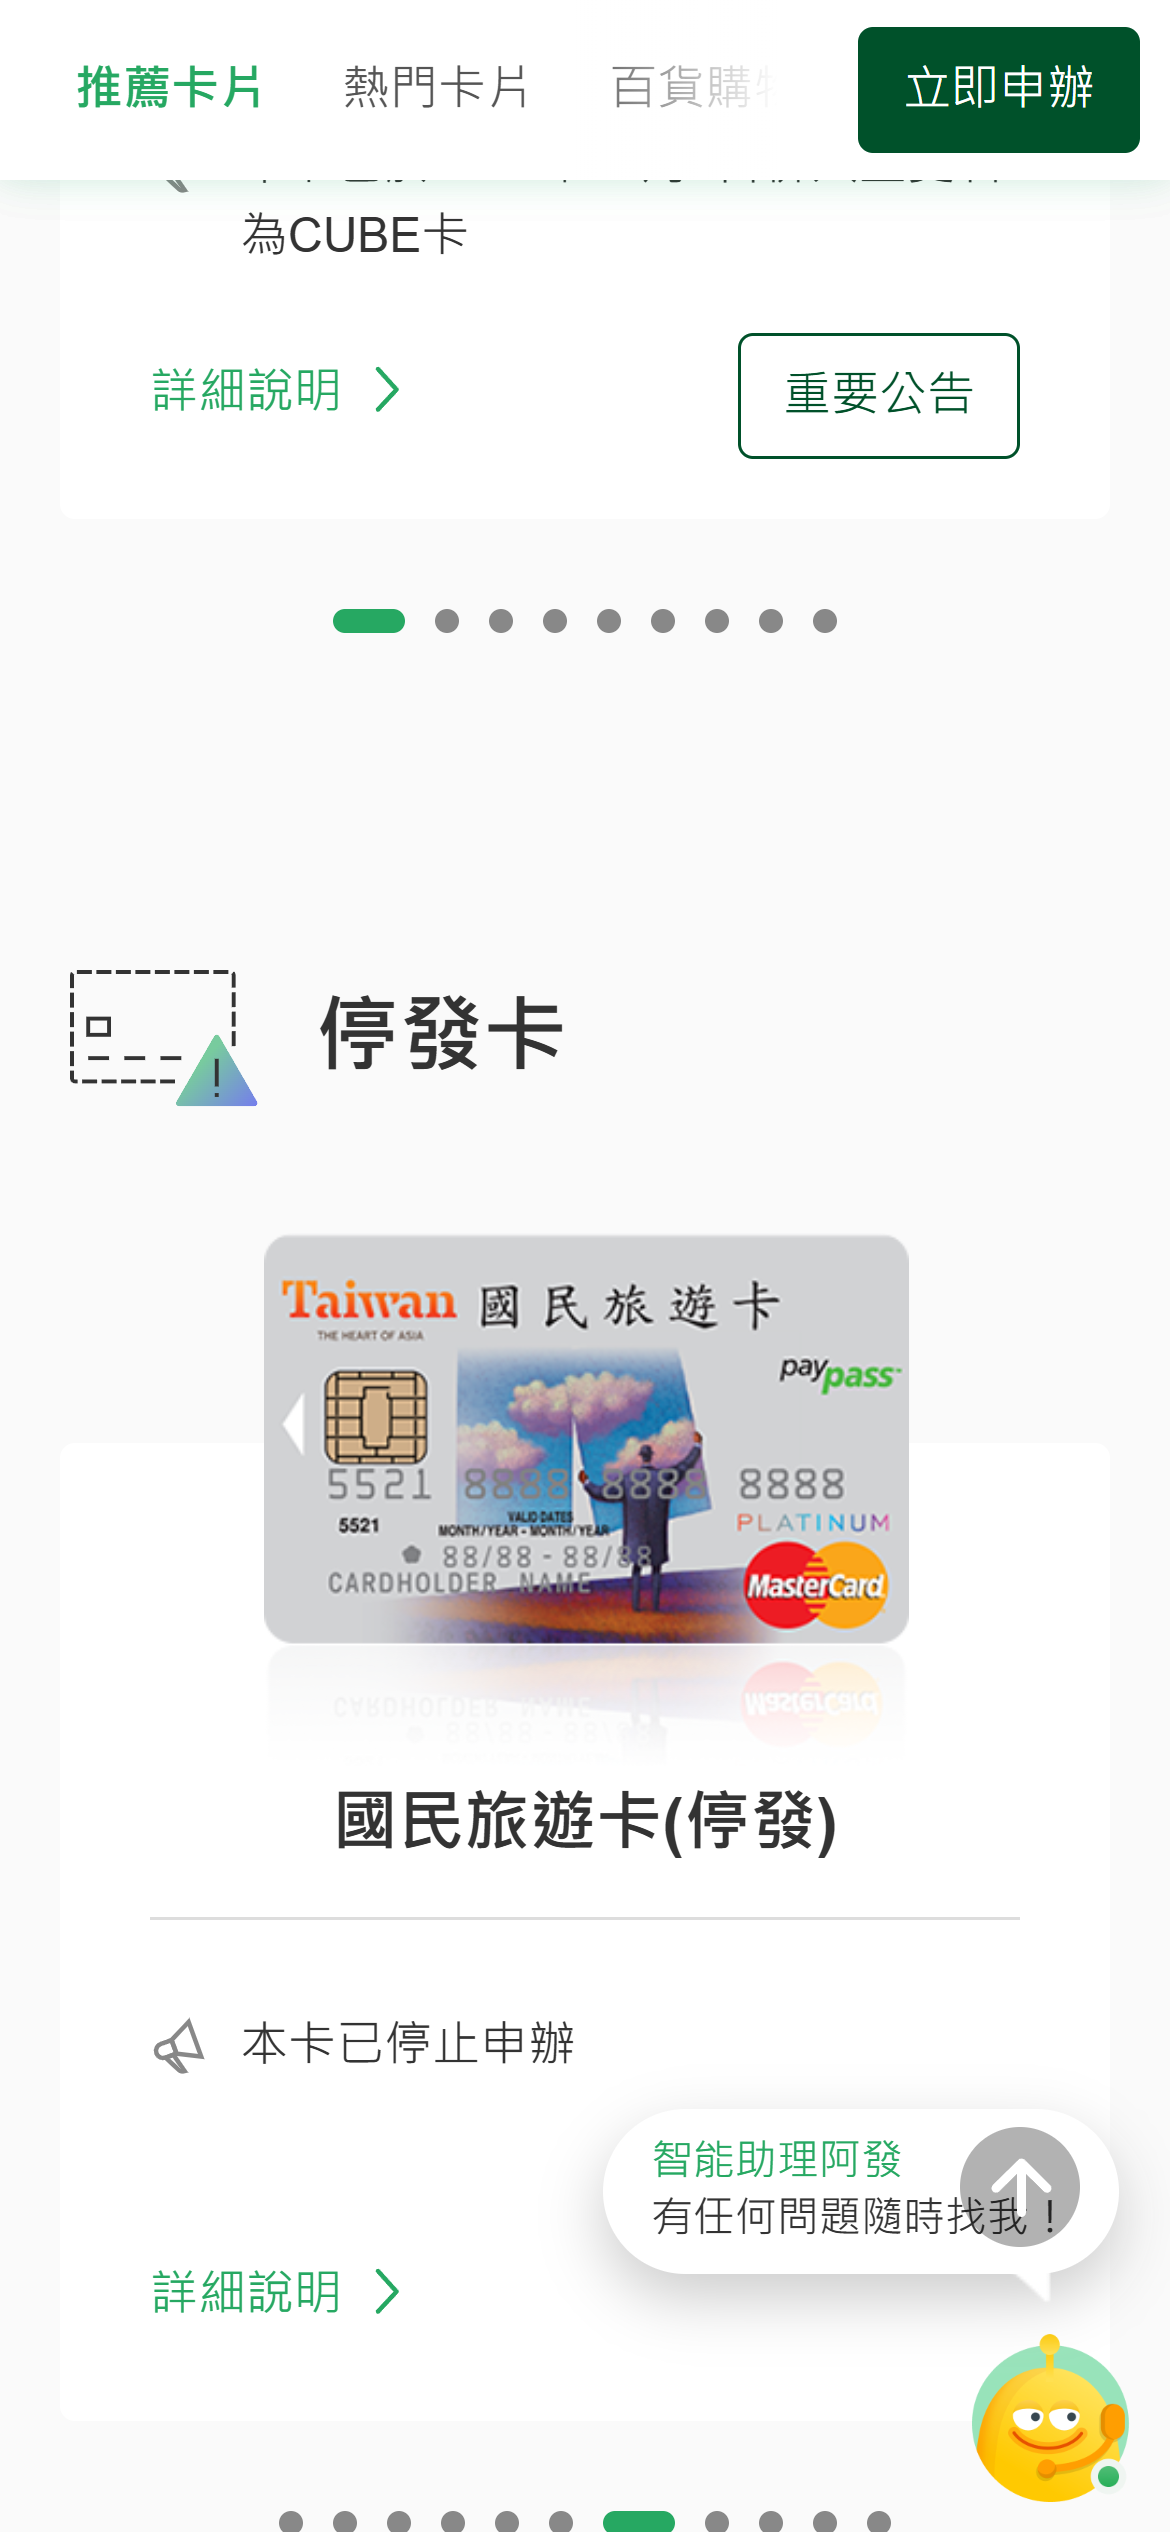 推薦卡片
熱門卡片
百貨購
立即申辦
為CUBE卡
詳細說明
重要公告
停發卡
Taiwan 國民旅遊卡
THE HEART OF ASIA
paypass
5521 8888 8888 8888
5521
VALID DATES
MONTH/YEAR - MONTH/YEAR
88/88 - 88/88
CARDHOLDER NAME
PLATINUM
MasterCard
國民旅遊卡(停發)
本卡已停止申辦
智能助理阿發
有任何問題隨時找我！
詳細說明